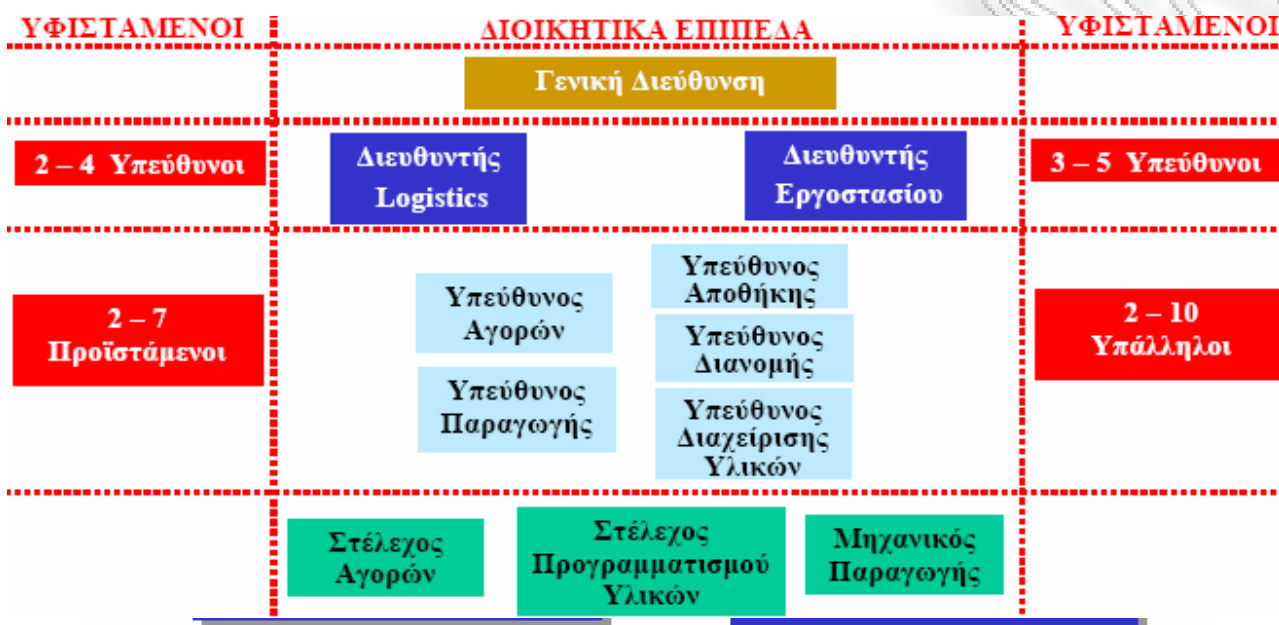 ΥΦΙΣΤΑΜΕΝΟΙ
ΔΙΟΙΚΗΤΙΚΑ ΕΠΙΠΕΔΑ
ΥΦΙΣΤΑΜΕΝΟΙ
Γενική Διεύθυνση
2 – 4 Υπεύθυνοι
Διευθυντής
Logistics
Διευθυντής
Εργοστασίου
3 – 5 Υπεύθυνοι
2 – 7
Προϊστάμενοι
Υπεύθυνος
Αγορών
Υπεύθυνος
Παραγωγής
Υπεύθυνος
Αποθήκης
Υπεύθυνος
Διανομής
Υπεύθυνος
Διαχείρισης
Υλικών
2 – 10
Υπάλληλοι
Στέλεχος
Αγορών
Στέλεχος
Προγραμματισμού
Υλικών
Μηχανικός
Παραγωγής